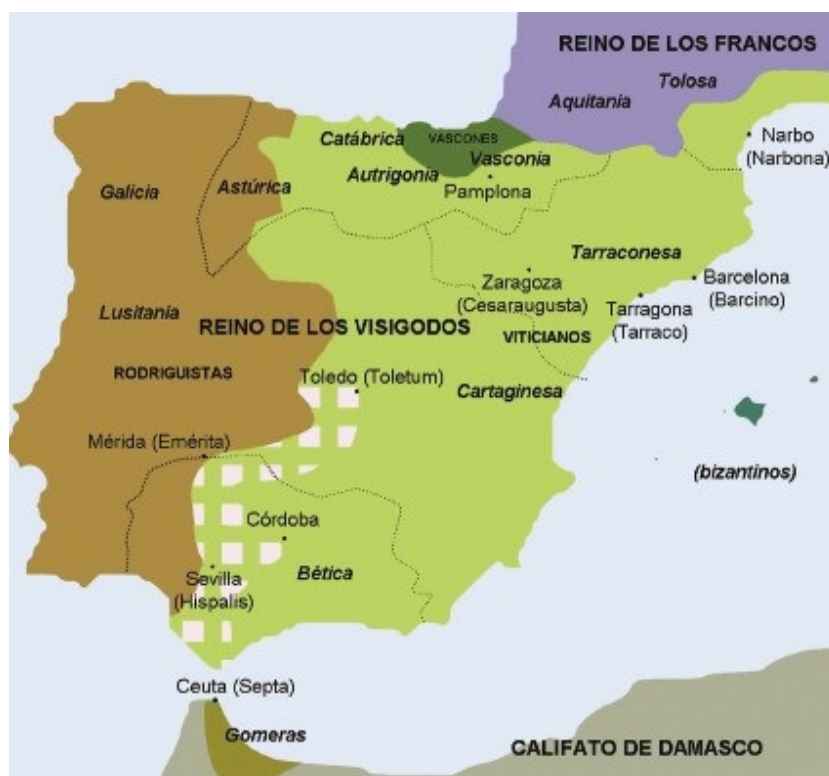 REINO DE LOS FRANCOS
Tolosa
Aquitania
Catábrica
VASCONES
Narbo
(Narbona)
Vasconia
Autrigonía
Galicia
Astúrica
Pamplona
Tarraconesa
Zaragoza
(Cesaraugusta)
Barcelona
(Barcino)
Tarragona
(Tarraco)
Lusitania
REINO DE LOS VISIGODOS
VITICIANOS
RODRIGUISTAS
Toledo (Toletum)
Cartaginesa
Mérida (Emérita)
(bizantinos)
Córdoba
Sevilla
(Hispalis)
Bética
Ceuta (Septa)
Gomeras
CALIFATO DE DAMASCO